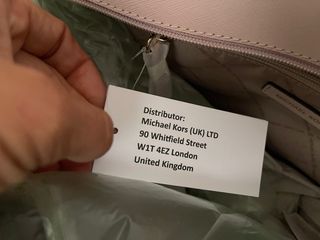 Distributor:
Michael Kors (UK) LTD
90 Whitfield Street
W1T 4EZ London
United Kingdom